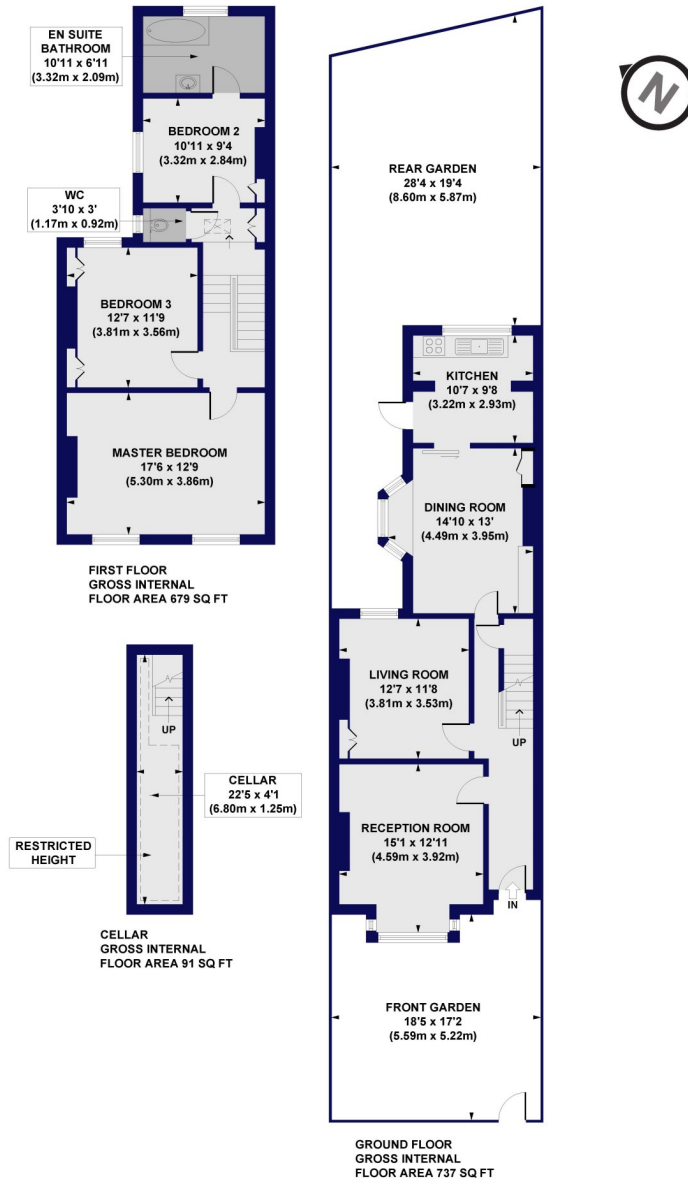 EN SUITE
BATHROOM
10'11 x 6'11
(3.32m x 2.09m)
BEDROOM 2
10'11 x 9'4
(3.32m x 2.84m)
WC
3'10 x 3'
(1.17m x 0.92m)
BEDROOM 3
12'7 x 11'9
(3.81m x 3.56m)
MASTER BEDROOM
17'6 x 12'9
(5.30m x 3.86m)
FIRST FLOOR
GROSS INTERNAL
FLOOR AREA 679 SQ FT
UP
CELLAR
22'5 x 4'1
(6.80m x 1.25m)
RESTRICTED
HEIGHT
CELLAR
GROSS INTERNAL
FLOOR AREA 91 SQ FT
N
REAR GARDEN
28'4 x 19'4
(8.60m x 5.87m)
KITCHEN
10'7 x 9'8
(3.22m x 2.93m)
DINING ROOM
14'10 x 13'
(4.49m x 3.95m)
LIVING ROOM
12'7 x 11'8
(3.81m x 3.53m)
UP
RECEPTION ROOM
15'1 x 12'11
(4.59m x 3.92m)
IN
FRONT GARDEN
18'5 x 17'2
(5.59m x 5.22m)
GROUND FLOOR
GROSS INTERNAL
FLOOR AREA 737 SQ FT